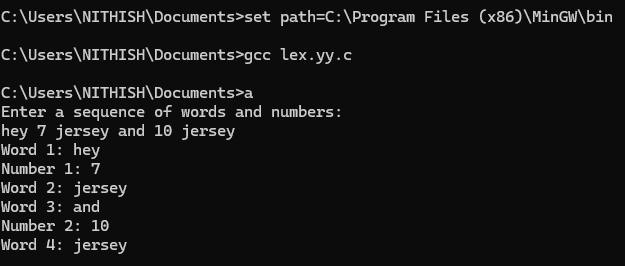 C:\Users\NITHISH\Documents>set path=C:\Program Files (x86)\MinGW\bin
C:\Users\NITHISH\Documents>gcc lex.yy.c
C:\Users\NITHISH\Documents>a
Enter a sequence of words and numbers:
hey 7 jersey and 10 jersey
Word 1: hey
Number 1: 7
Word 2: jersey
Word 3: and
Number 2: 10
Word 4: jersey